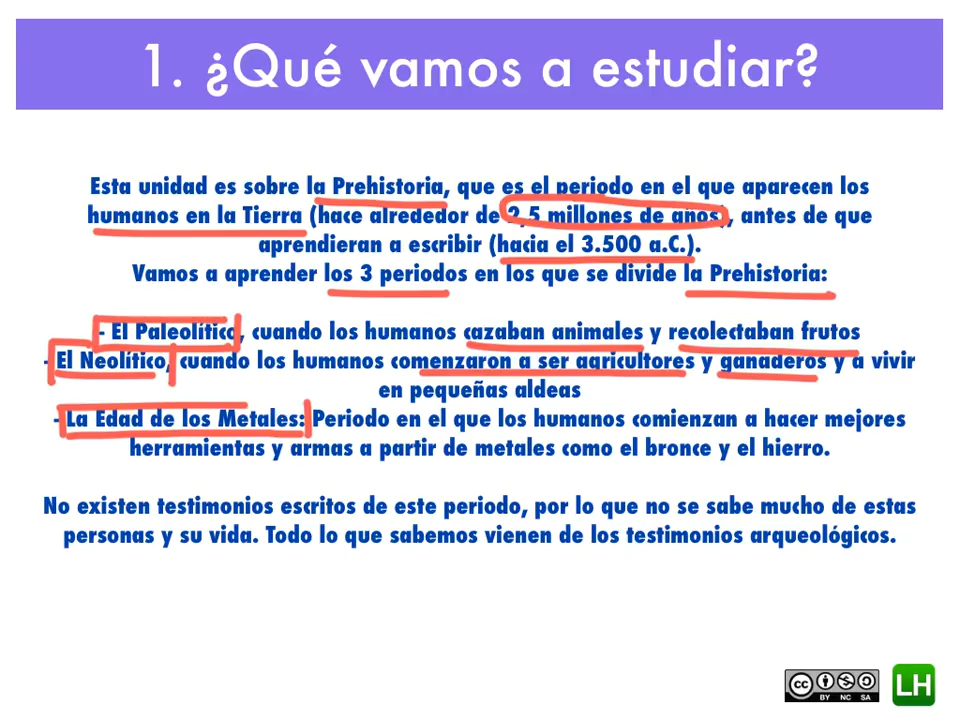 1. ¿Qué vamos a estudiar?
Esta unidad es sobre la Prehistoria, que es el periodo en el que aparecen los
humanos en la Tierra (hace alrededor de 2,5 millones de años), antes de que
aprendieran a escribir (hacia el 3.500 a.C.).
Vamos a aprender los 3 periodos en los que se divide la Prehistoria:
- El Paleolítico, cuando los humanos cazaban animales y recolectaban frutos
- El Neolítico, cuando los humanos comenzaron a ser agricultores y ganaderos y a vivir
en pequeñas aldeas
- La Edad de los Metales: Periodo en el que los humanos comienzan a hacer mejores
herramientas y armas a partir de metales como el bronce y el hierro.
No existen testimonios escritos de este periodo, por lo que no se sabe mucho de estas
personas y su vida. Todo lo que sabemos vienen de los testimonios arqueológicos.
cc BY NC SA LH